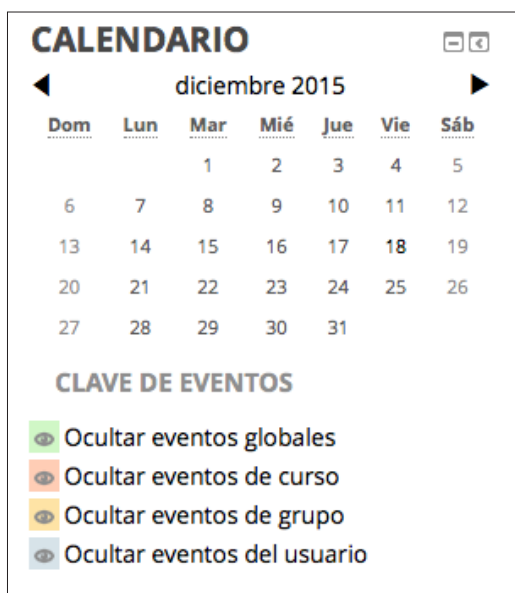 CALENDARIO
diciembre 2015
Dom Lun Mar Mié Jue Vie Sáb
1 2 3 4 5
6 7 8 9 10 11 12
13 14 15 16 17 18 19
20 21 22 23 24 25 26
27 28 29 30 31
CLAVE DE EVENTOS
Ocultar eventos globales
Ocultar eventos de curso
Ocultar eventos de grupo
Ocultar eventos del usuario